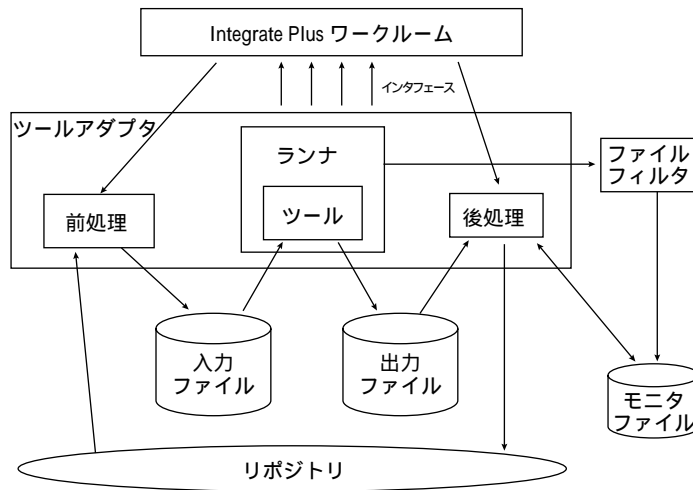 Integrate Plus ワークルーム
インタフェース
ツールアダプタ
ランナ
ツール
前処理
後処理
ファイル
フィルタ
入力
ファイル
出力
ファイル
モニタ
ファイル
リポジトリ